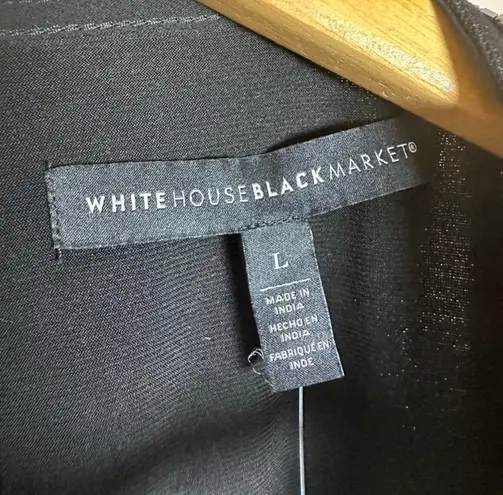 WHITEHOUSEBLACKMARKET®
L
MADE IN
INDIA
HECHO EN
INDIA
FABRIQUÉ EN
INDE